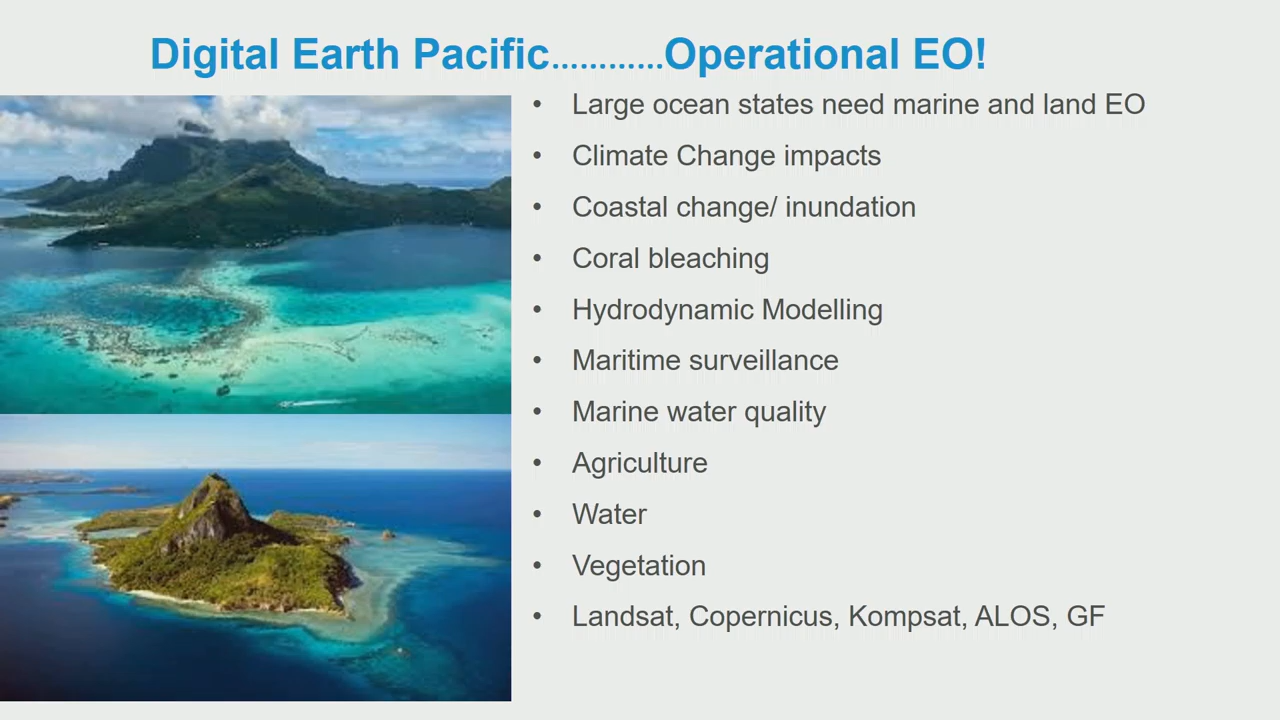 Digital Earth Pacific............Operational EO!
• Large ocean states need marine and land EO
• Climate Change impacts
• Coastal change/ inundation
• Coral bleaching
• Hydrodynamic Modelling
• Maritime surveillance
• Marine water quality
• Agriculture
• Water
• Vegetation
• Landsat, Copernicus, Kompsat, ALOS, GF